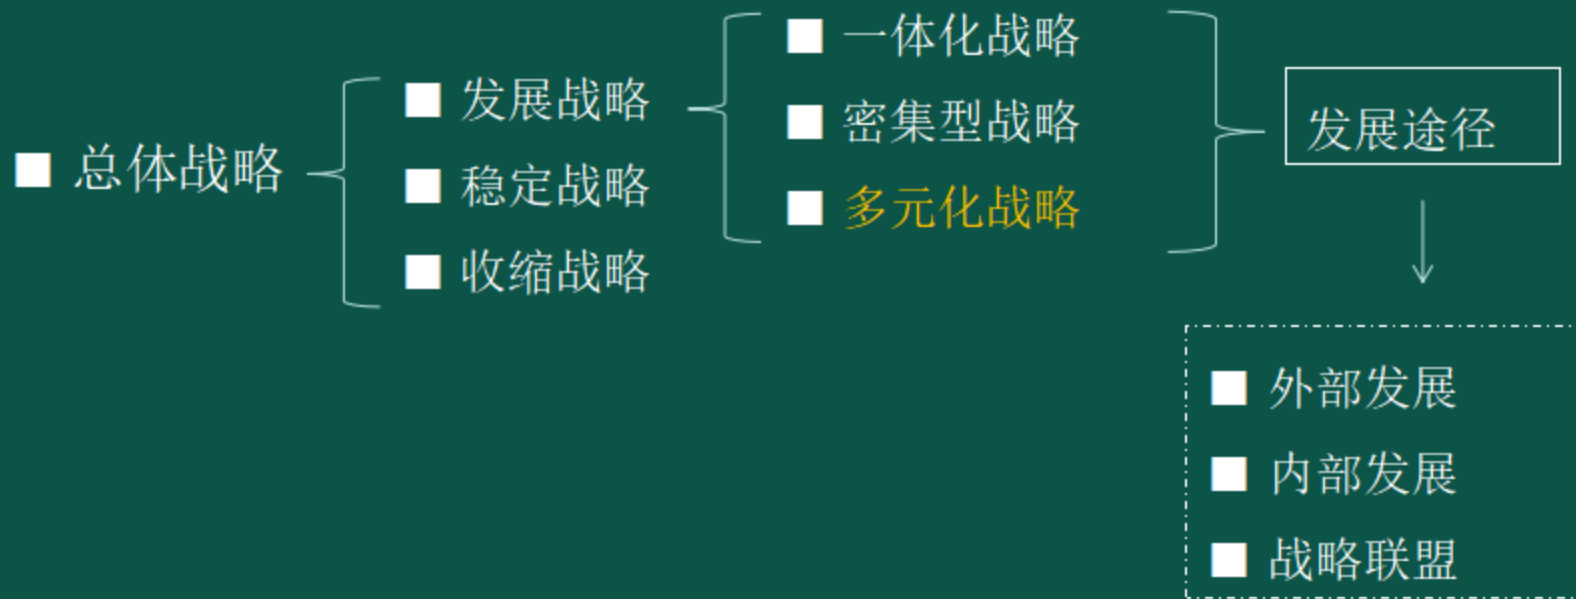 ■ 总体战略
■ 发展战略
■ 稳定战略
■ 收缩战略
■ 一体化战略
■ 密集型战略
■ 多元化战略
发展途径
■ 外部发展
■ 内部发展
■ 战略联盟